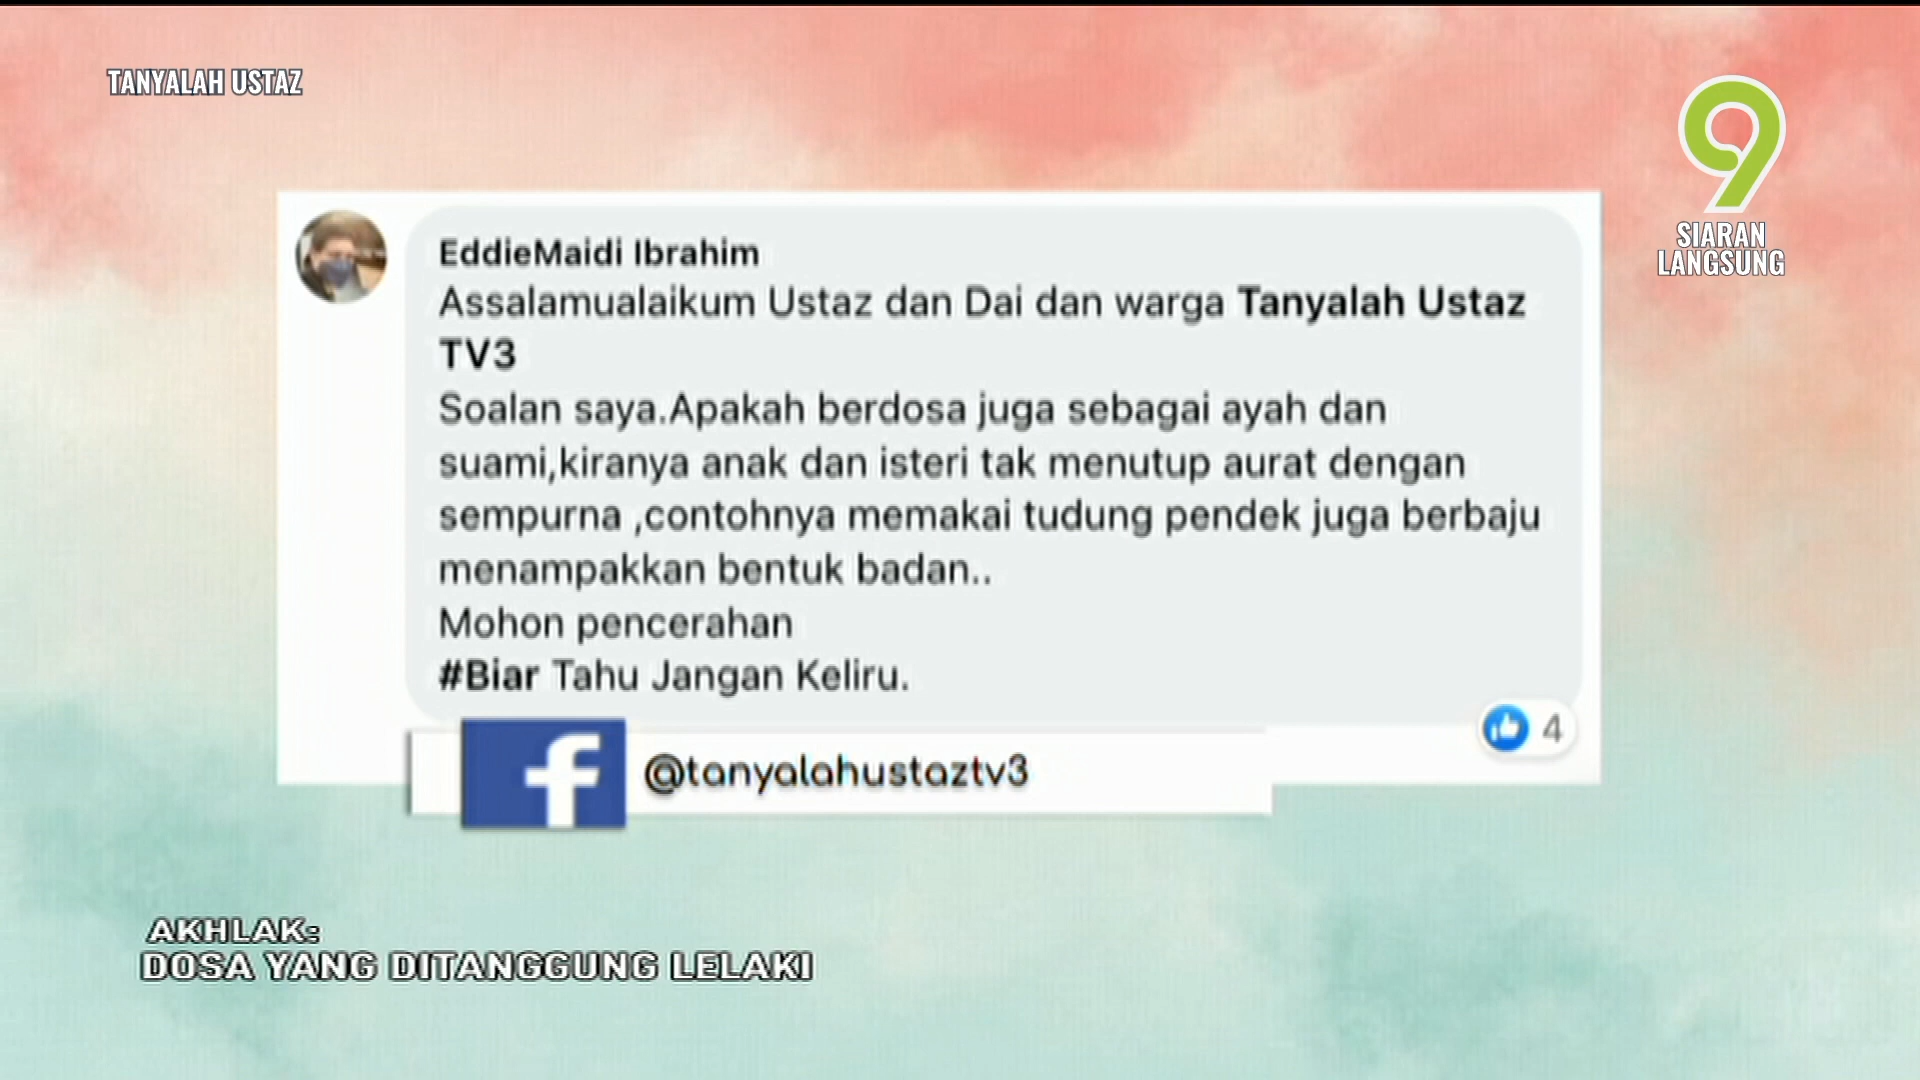 TANYALAH USTAZ
9
SIARAN
LANGSUNG
EddieMaidi Ibrahim
Assalamualaikum Ustaz dan Dai dan warga Tanyalah Ustaz
TV3
Soalan saya.Apakah berdosa juga sebagai ayah dan
suami,kiranya anak dan isteri tak menutup aurat dengan
sempurna ,contohnya memakai tudung pendek juga berbaju
menampakkan bentuk badan..
Mohon pencerahan
#Biar Tahu Jangan Keliru.
4
f
@tanyalahustaztv3
AKHLAK:
DOSA YANG DITANGGUNG LELAKI